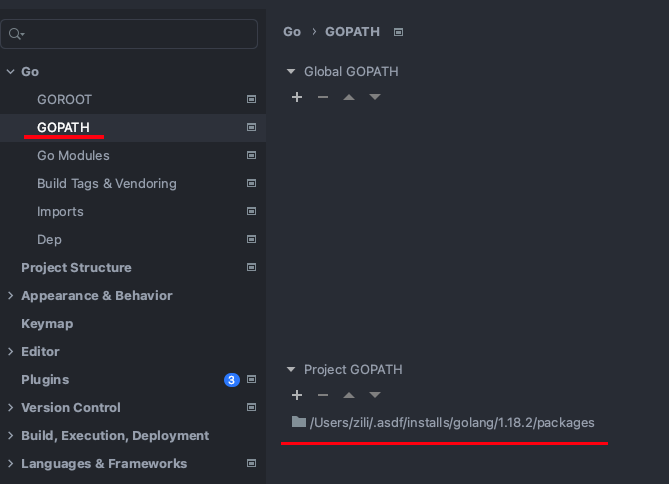 Go
GOROOT
GOPATH
Go Modules
Build Tags & Vendoring
Imports
Dep
Project Structure
Appearance & Behavior
Keymap
Editor
Plugins 3
Version Control
Build, Execution, Deployment
Languages & Frameworks
Go › GOPATH
Global GOPATH
Project GOPATH
/Users/zili/.asdf/installs/golang/1.18.2/packages